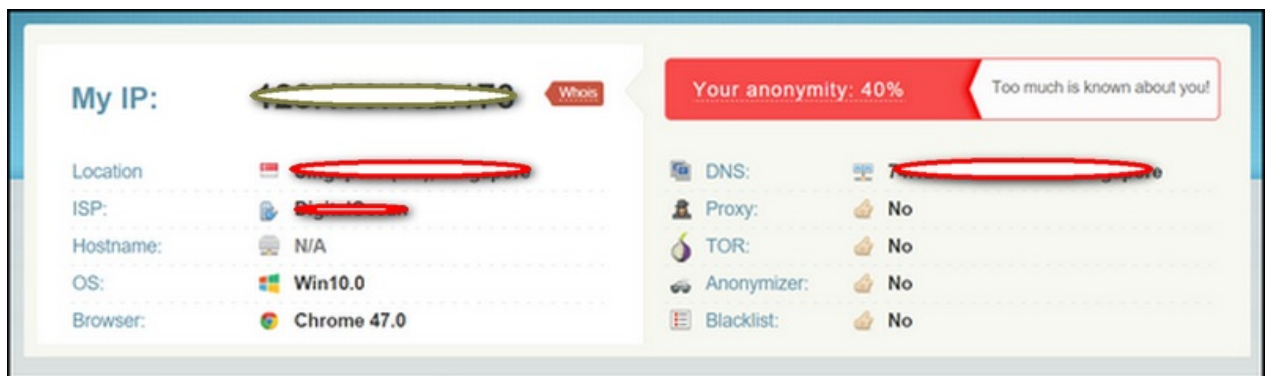 My IP:
Whois
Your anonymity: 40%
Too much is known about you!
Location
ISP:
Hostname: N/A
OS: Win10.0
Browser: Chrome 47.0
DNS:
Proxy: No
TOR: No
Anonymizer: No
Blacklist: No